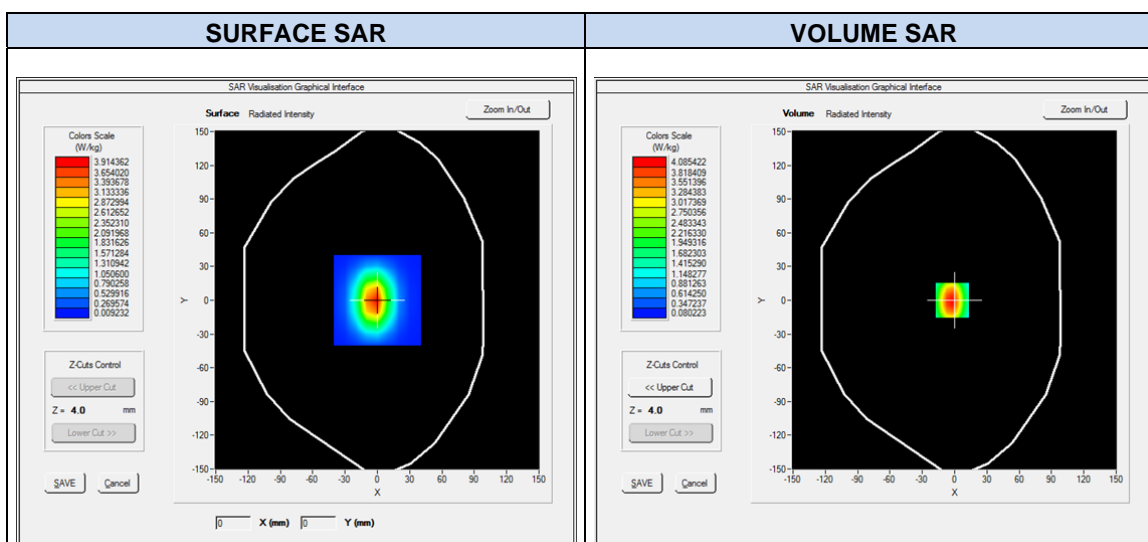 SURFACE SAR
VOLUME SAR
SAR Visualisation Graphical Interface
Surface Radiated Intensity
Zoom In/Out
Colors Scale
(W/kg)
3.914362
3.654020
3.393678
3.133336
2.872994
2.612652
2.352310
2.091968
1.831626
1.571284
1.310942
1.050600
0.790258
0.529916
0.269574
0.009232
150
120
90
60
30
0
-30
-60
-90
-120
-150
Y
-150 -120 -90 -60 -30 0 30 60 90 120 150
X
Z-Cuts Control
<< Upper Cut
Z = 4.0 mm
Lower Cut >>
SAVE Cancel
0 X (mm) 0 Y (mm)
SAR Visualisation Graphical Interface
Volume Radiated Intensity
Zoom In/Out
Colors Scale
(W/kg)
4.085422
3.818409
3.551396
3.284383
3.017369
2.750356
2.483343
2.216330
1.949316
1.682303
1.415290
1.148277
0.881263
0.614250
0.347237
0.080223
150
120
90
60
30
0
-30
-60
-90
-120
-150
Y
-150 -120 -90 -60 -30 0 30 60 90 120 150
X
Z-Cuts Control
<< Upper Cut
Z = 4.0 mm
Lower Cut >>
SAVE Cancel